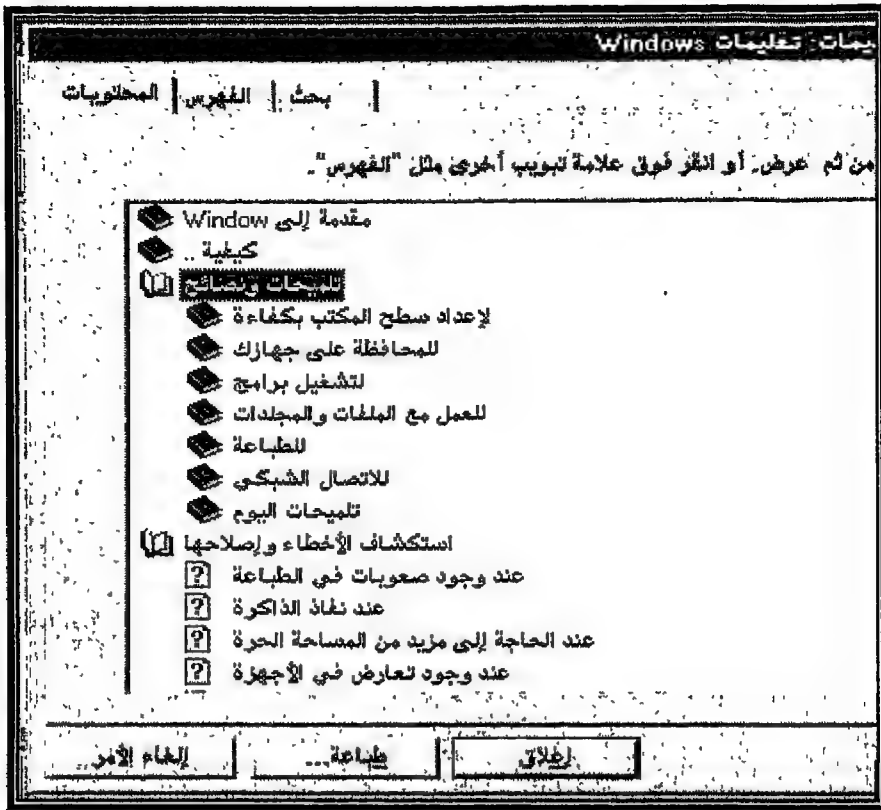 يمات: تعليمات Windows
المحتويات الفهرس بحث
من ثم عرض. أو انقر فوق علامة تبويب أخرى مثل "الفهرس".
مقدمة إلى Window
كيفية ..
تلميحات ونصائح
لإعداد سطح المكتب بكفاءة
للمحافظة على جهازك
لتشغيل برامج
للعمل مع الملفات والمجلدات
للطباعة
للاتصال الشبكي
تلميحات اليوم
استكشاف الأخطاء وإصلاحها
عند وجود صعوبات في الطباعة
عند نفاذ الذاكرة
عند الحاجة إلى مزيد من المساحة الحرة
عند وجود تعارض في الأجهزة
إغلاق طباعة... إلغاء الأمر